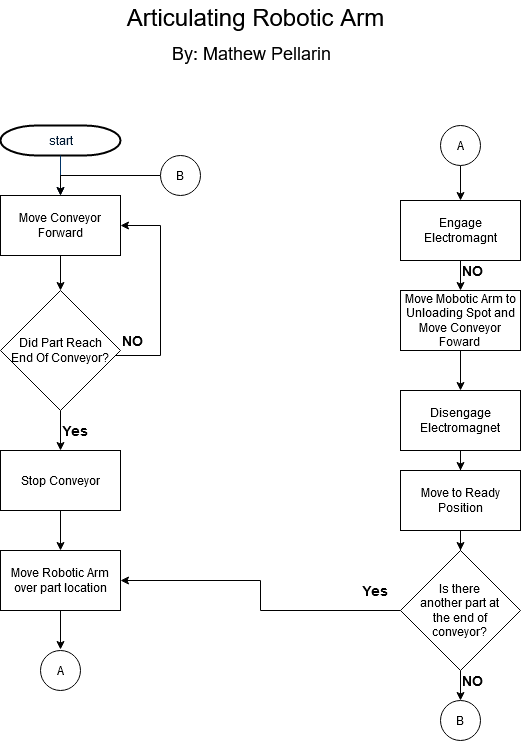 Articulating Robotic Arm
By: Mathew Pellarin
start
B
Move Conveyor
Forward
Did Part Reach
End Of Conveyor?
NO
Yes
Stop Conveyor
Move Robotic Arm
over part location
A
A
Engage
Electromagnt
NO
Move Mobotic Arm to
Unloading Spot and
Move Conveyor
Foward
Disengage
Electromagnet
Move to Ready
Position
Is there
another part at
the end of
conveyor?
Yes
NO
B